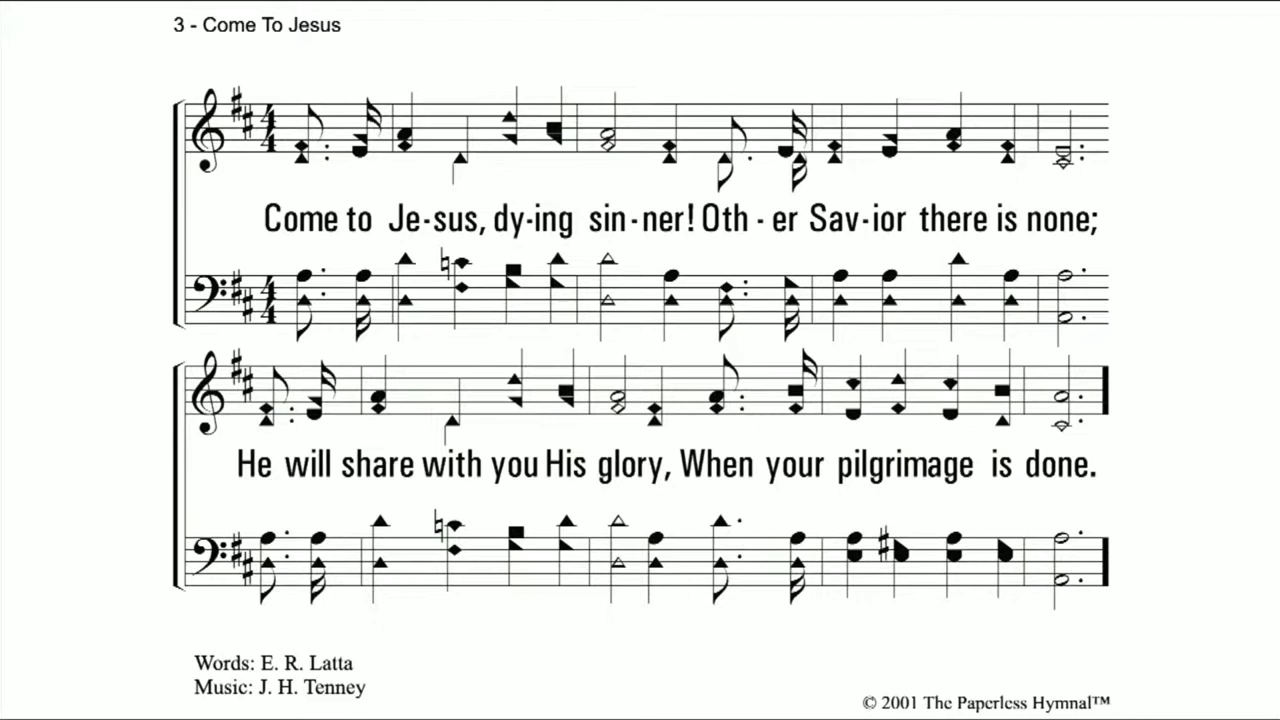 3 - Come To Jesus
Come to Je-sus, dy-ing sin-ner! Oth-er Sav-ior there is none;
He will share with you His glory, When your pilgrimage is done.
Words: E. R. Latta
Music: J. H. Tenney
© 2001 The Paperless Hymnal™